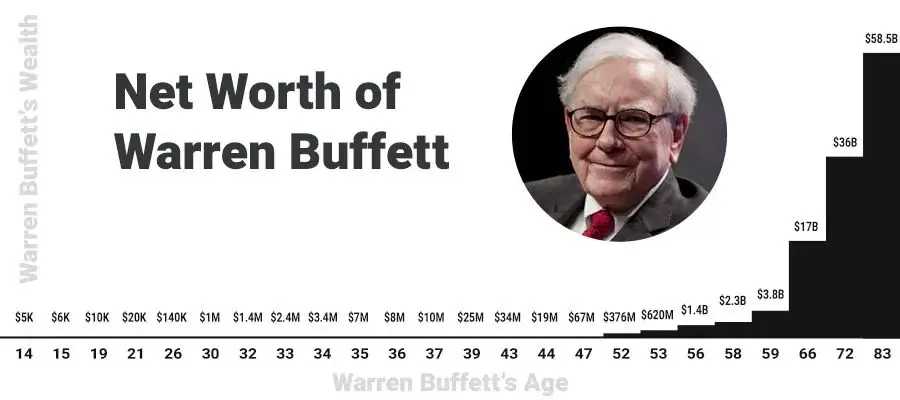 Warren Buffett's Wealth
Net Worth of
Warren Buffett
$58.5B
$36B
$17B
$5K $6K $10K $20K $140K $1M $1.4M $2.4M $3.4M $7M $8M $10M $25M $34M $19M $67M $376M $620M $1.4B $2.3B $3.8B
14 15 19 21 26 30 32 33 34 35 36 37 39 43 44 47 52 53 56 58 59 66 72 83
Warren Buffett's Age